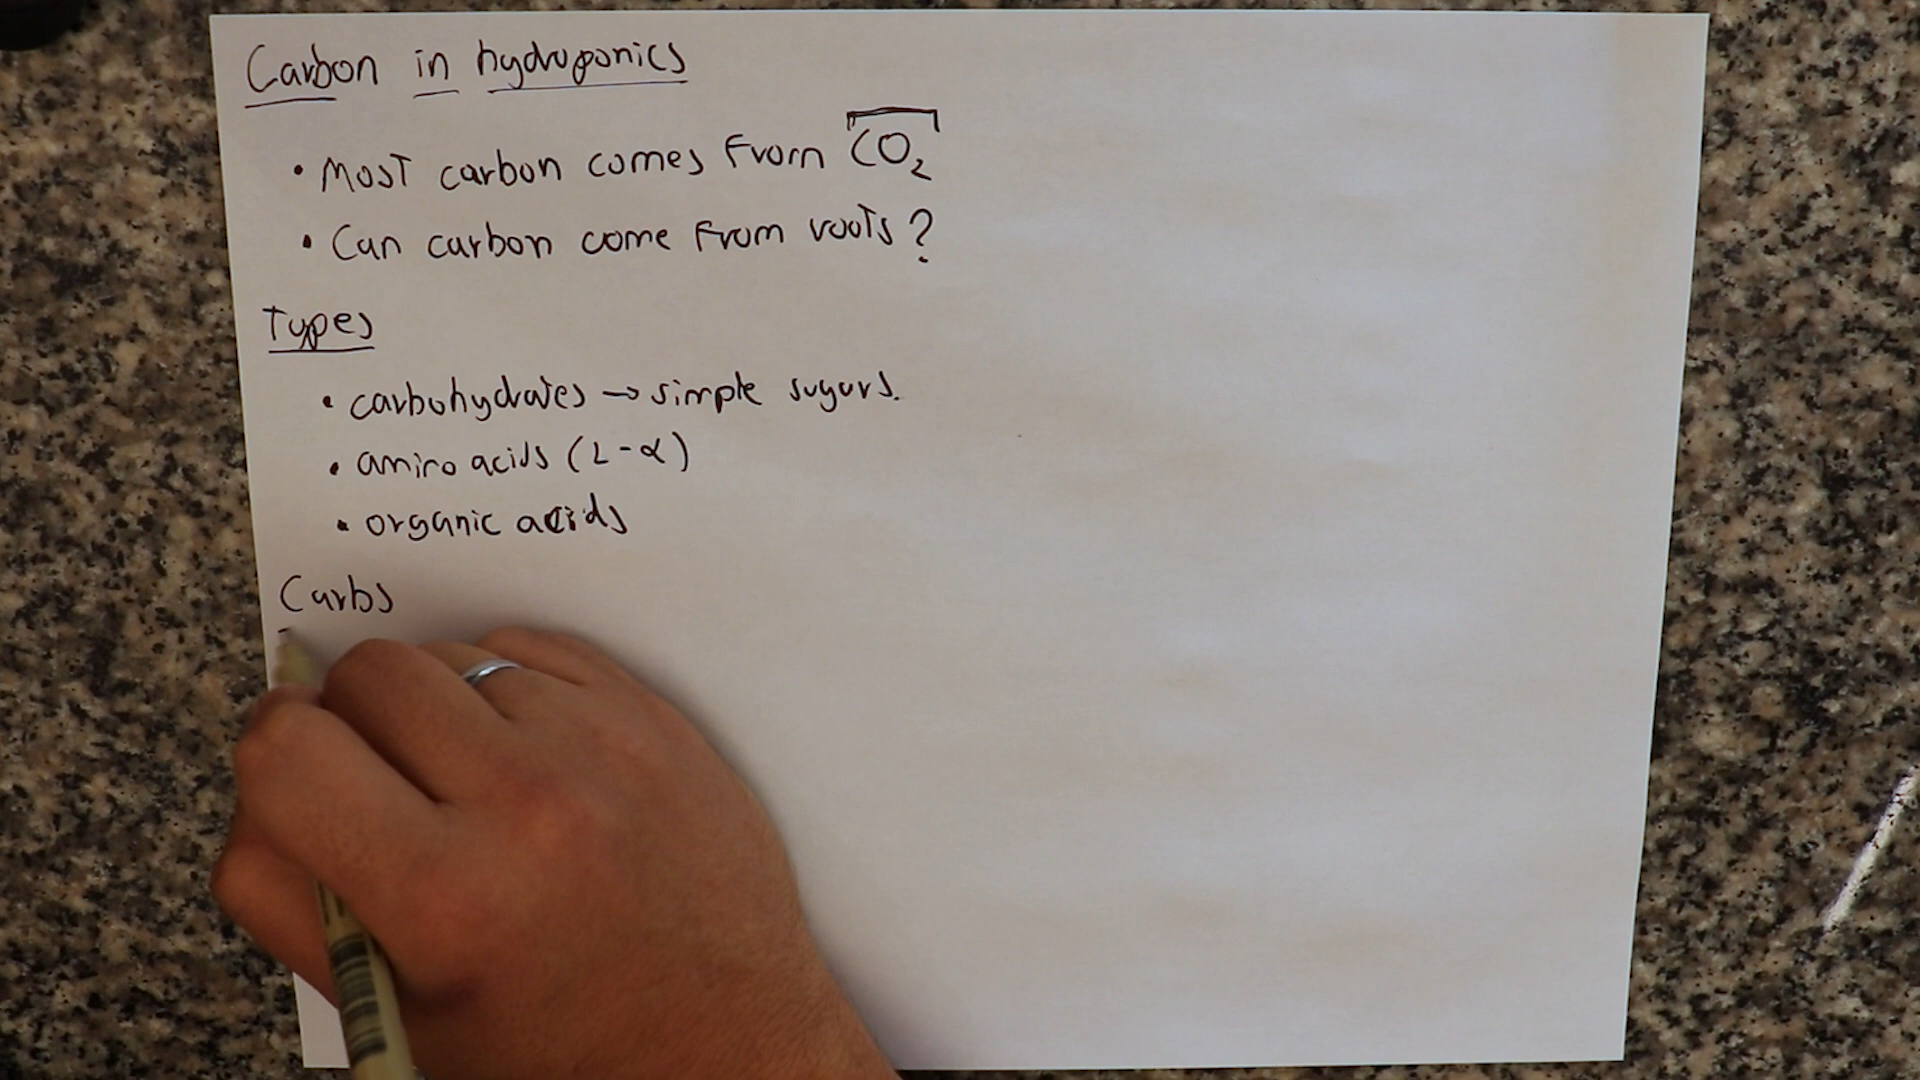 Carbon in hydroponics
• Most carbon comes from CO₂
• Can carbon come from roots?
Types
• carbohydrates → simple sugars.
• amino acids (L-α)
• organic acids
Carbs